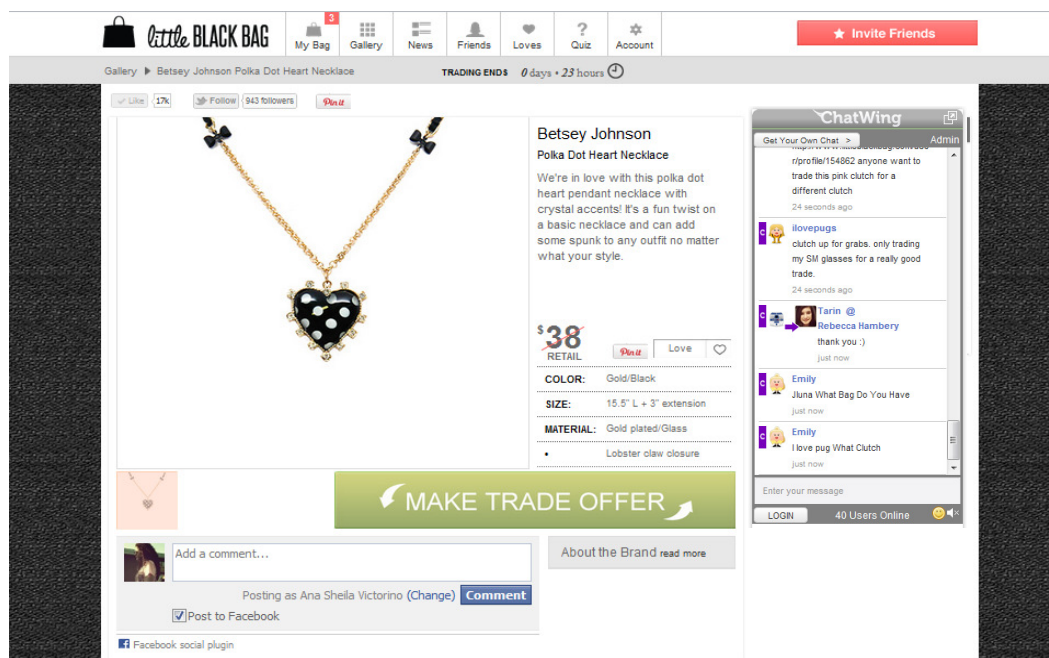 little BLACK BAG
3
My Bag
Gallery
News
Friends
Loves
?
Quiz
Account
★ Invite Friends
Gallery ▶ Betsey Johnson Polka Dot Heart Necklace
TRADING ENDS 0 days • 23 hours
Like 17k
Follow 943 followers
Pin it
Betsey Johnson
Polka Dot Heart Necklace
We're in love with this polka dot
heart pendant necklace with
crystal accents! It's a fun twist on
a basic necklace and can add
some spunk to any outfit no matter
what your style.
$38
RETAIL
Pin it
Love
COLOR: Gold/Black
SIZE: 15.5" L + 3" extension
MATERIAL: Gold plated/Glass
• Lobster claw closure
MAKE TRADE OFFER
Add a comment...
Posting as Ana Sheila Victorino (Change) Comment
Post to Facebook
Facebook social plugin
About the Brand read more
ChatWing
Get Your Own Chat >
Admin
r/profile/154862 anyone want to
trade this pink clutch for a
different clutch
24 seconds ago
C
ilovepugs
clutch up for grabs. only trading
my SM glasses for a really good
trade.
24 seconds ago
C
Tarin @
Rebecca Hambery
thank you :)
just now
C
Emily
Jluna What Bag Do You Have
just now
C
Emily
I love pug What Clutch
just now
Enter your message
LOGIN
40 Users Online